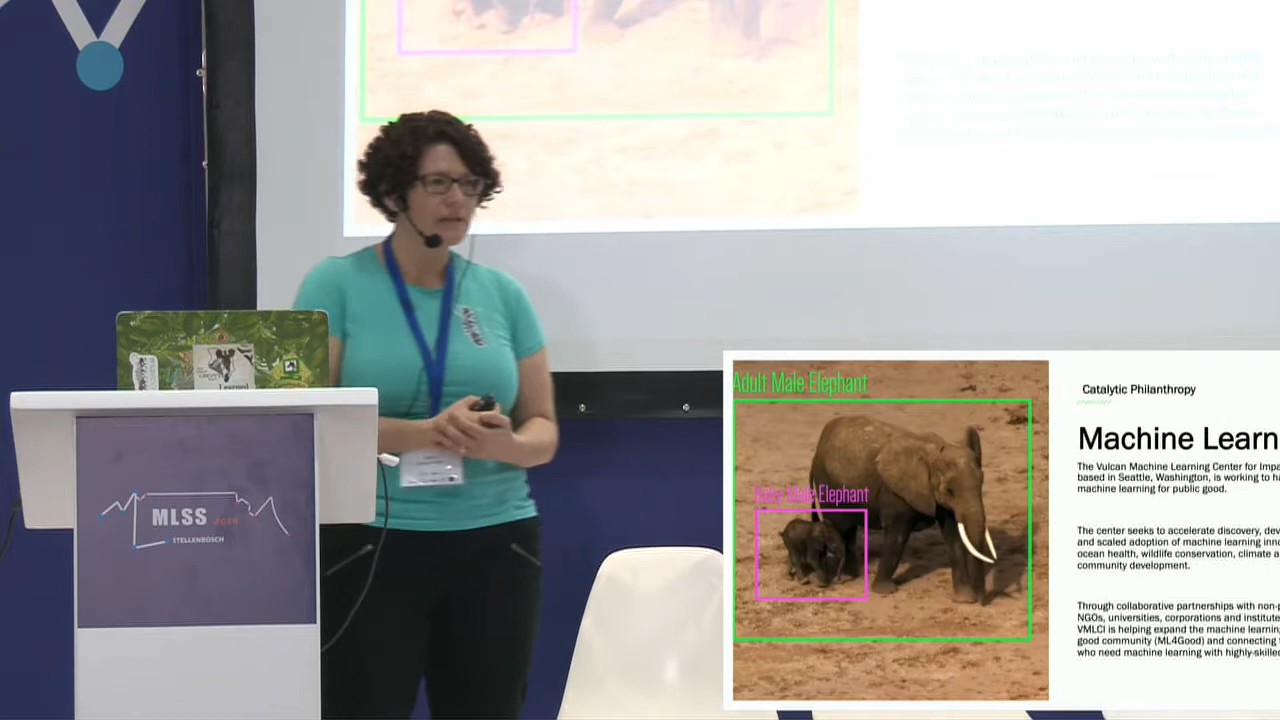 Learned
MLSS 2019
STELLENBOSCH
Adult Male Elephant
Male Elephant
Catalytic Philanthropy
Machine Learn
The Vulcan Machine Learning Center for Impa
based in Seattle, Washington, is working to ha
machine learning for public good.
The center seeks to accelerate discovery, dev
and scaled adoption of machine learning inno
ocean health, wildlife conservation, climate a
community development.
Through collaborative partnerships with non-p
NGOs, universities, corporations and institute
VMLCI is helping expand the machine learning
good community (ML4Good) and connecting
who need machine learning with highly-skilled